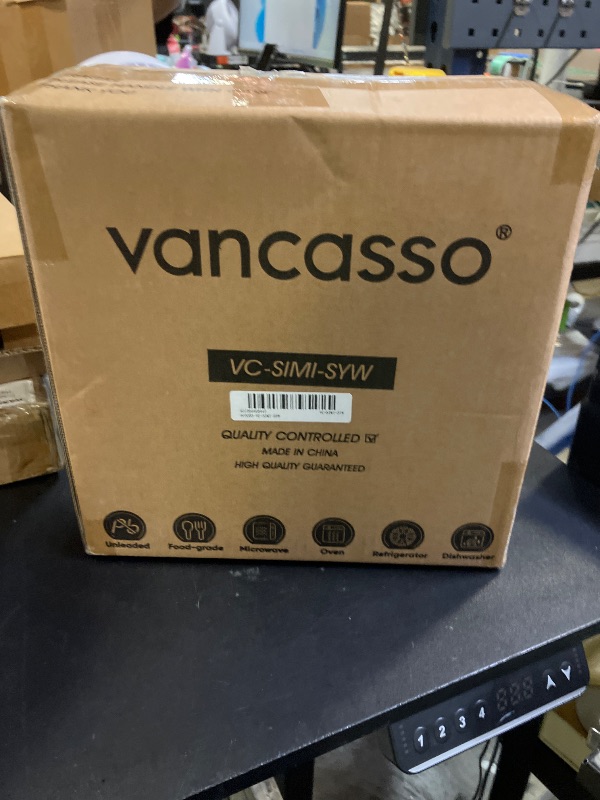 vancasso®
VC-SIMI-SYW
QUALITY CONTROLLED
MADE IN CHINA
HIGH QUALITY GUARANTEED
Pb
Unleaded Food-grade Microwave Oven Refrigerator Dishwasher
1 2 3 4